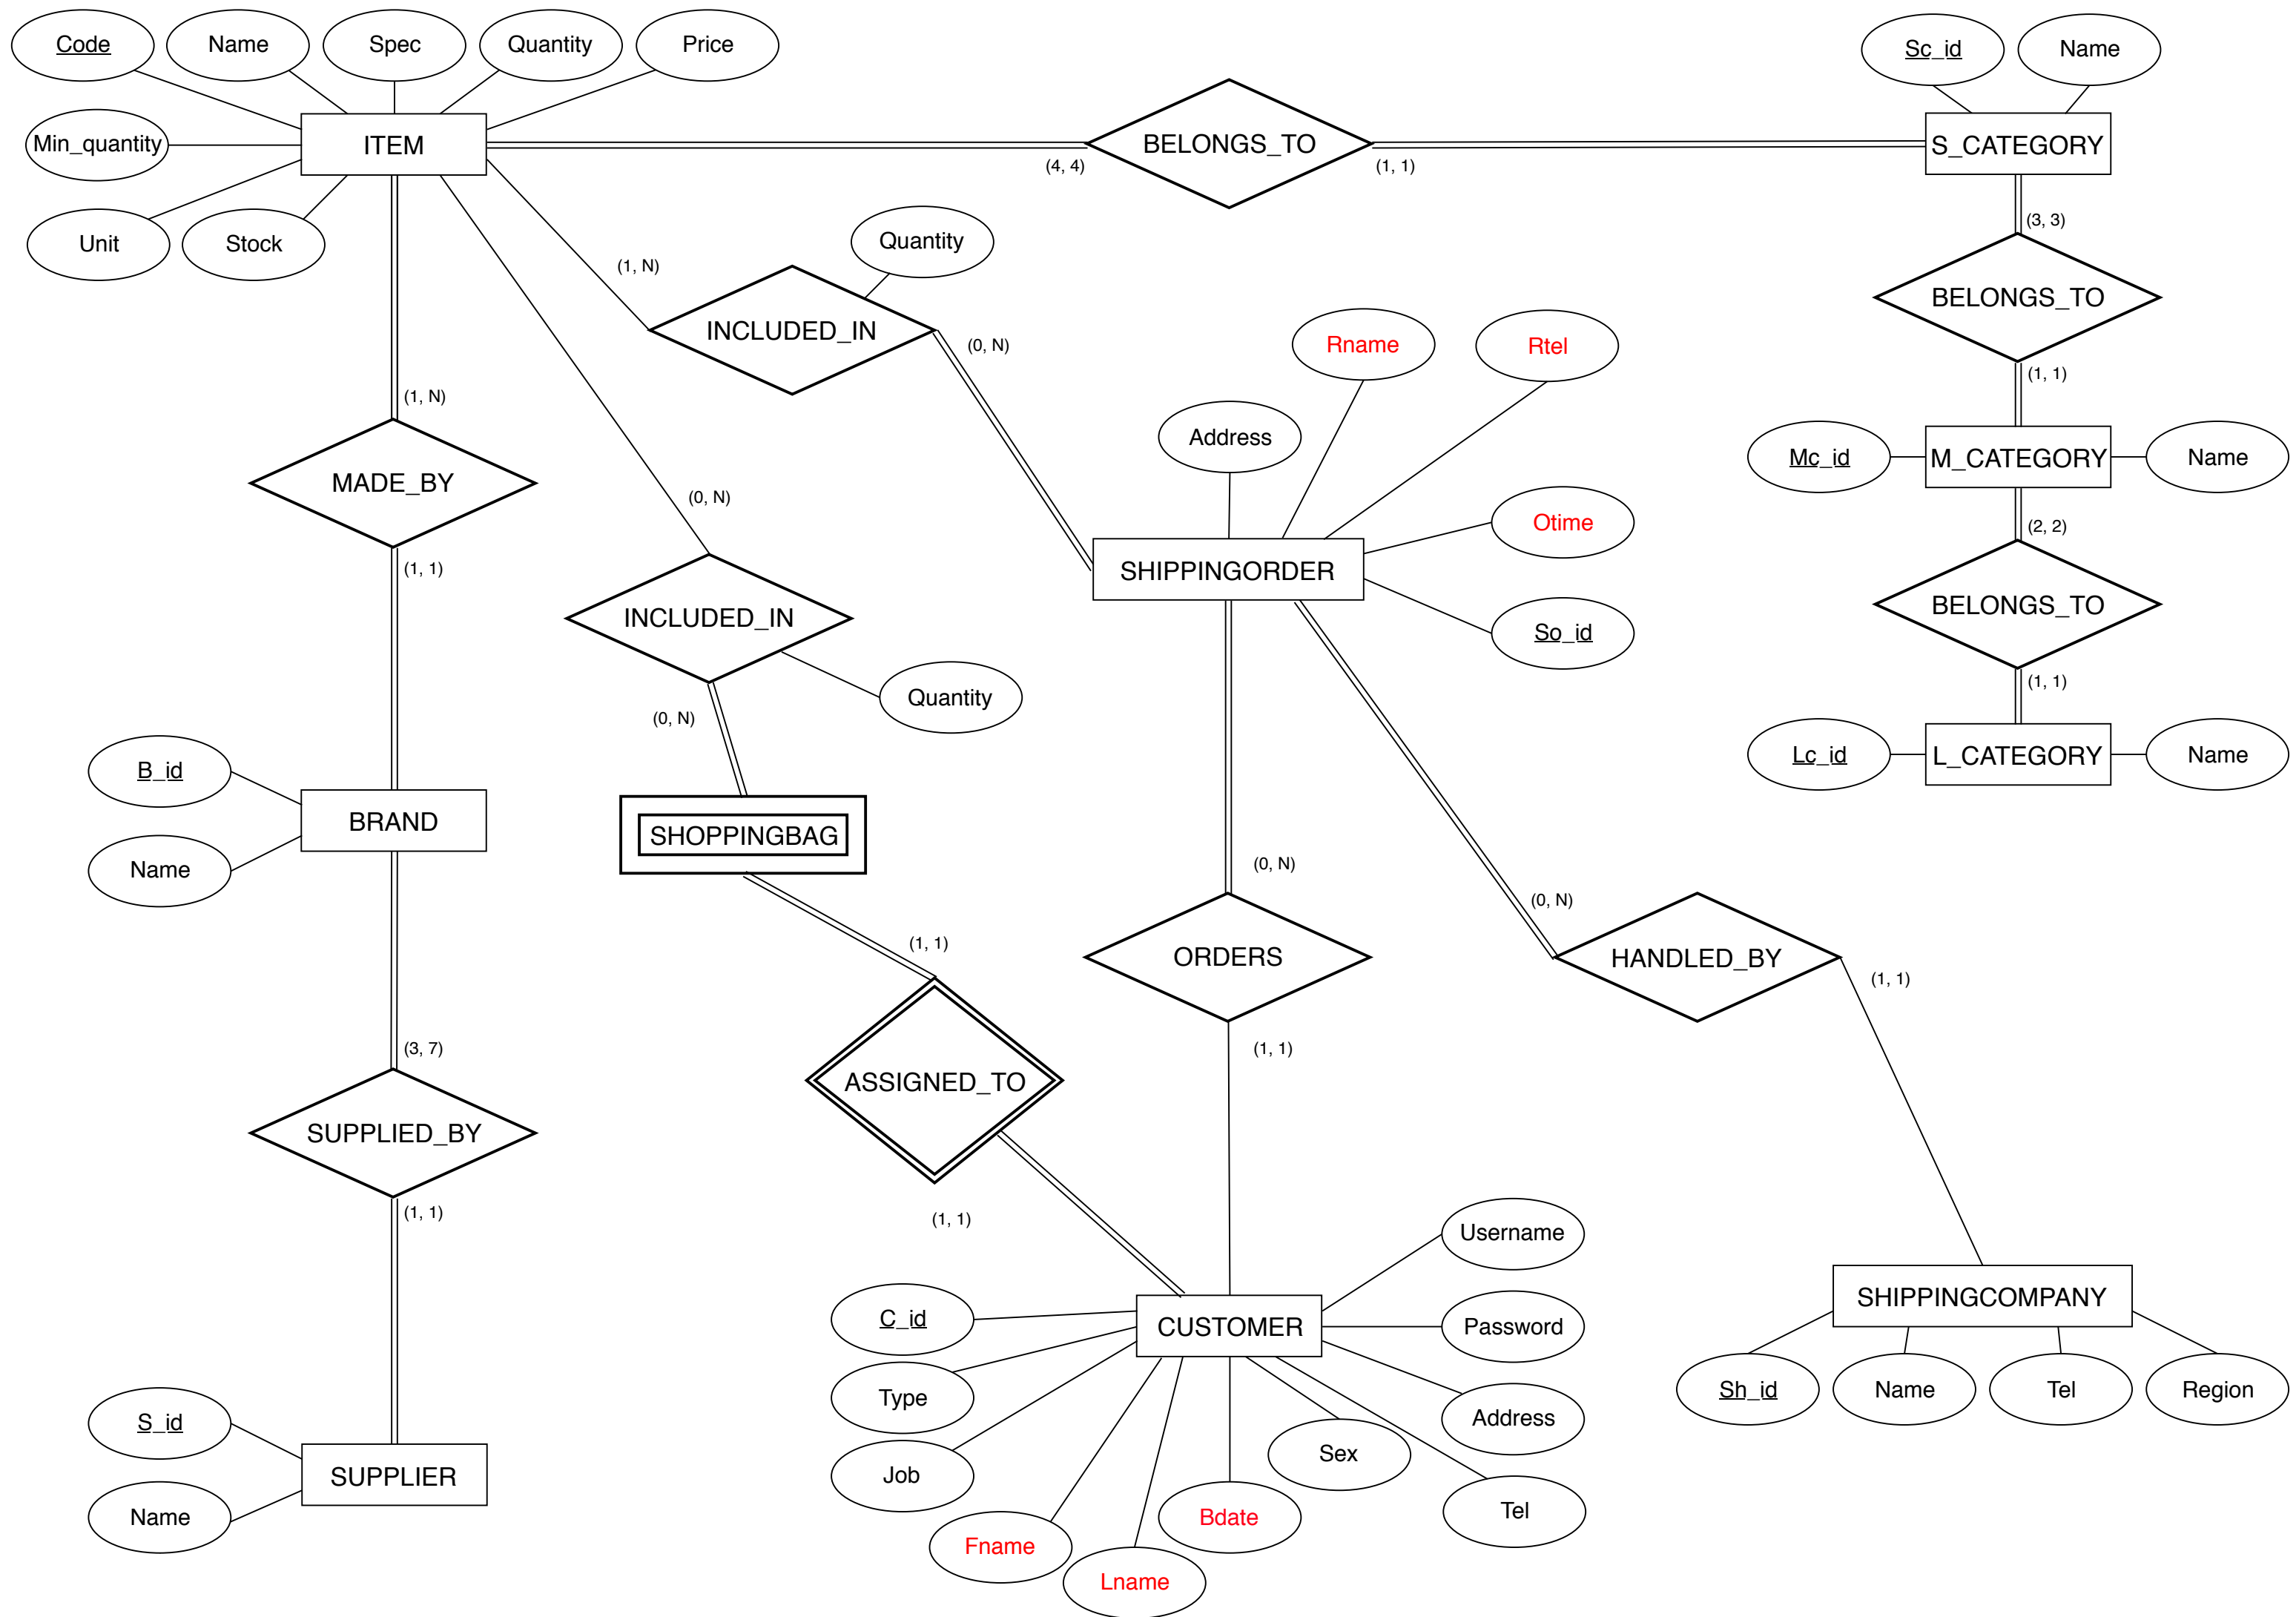 Code
Name
Spec
Quantity
Price
Sc_id
Name
Min_quantity
ITEM
BELONGS_TO
S_CATEGORY
(4, 4)
(1, 1)
Unit
Stock
Quantity
(3, 3)
(1, N)
BELONGS_TO
INCLUDED_IN
(0, N)
Rname
Rtel
(1, 1)
(1, N)
Address
Mc_id
M_CATEGORY
Name
MADE_BY
(0, N)
Otime
(2, 2)
(1, 1)
SHIPPINGORDER
BELONGS_TO
INCLUDED_IN
So_id
(1, 1)
Quantity
(0, N)
Lc_id
L_CATEGORY
Name
B_id
BRAND
SHOPPINGBAG
Name
(0, N)
(0, N)
(1, 1)
ORDERS
HANDLED_BY
(1, 1)
(3, 7)
(1, 1)
ASSIGNED_TO
SUPPLIED_BY
(1, 1)
(1, 1)
Username
C_id
CUSTOMER
Password
SHIPPINGCOMPANY
Type
Address
Sh_id
Name
Tel
Region
S_id
Sex
Job
SUPPLIER
Name
Bdate
Tel
Fname
Lname